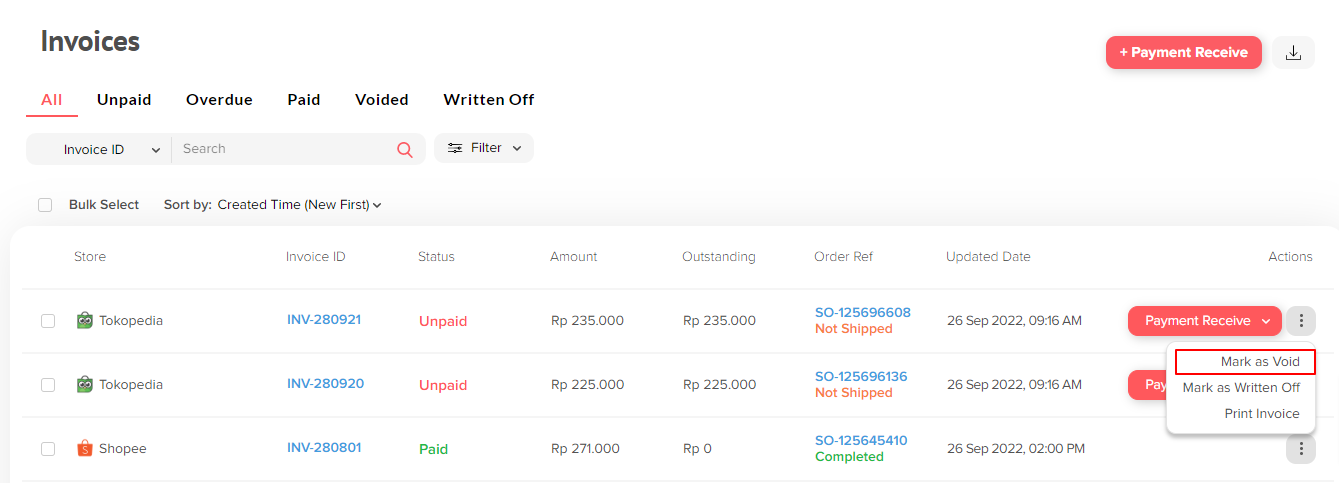 Invoices
+ Payment Receive
All Unpaid Overdue Paid Voided Written Off
Invoice ID Search Filter
Bulk Select Sort by: Created Time (New First)
Store Invoice ID Status Amount Outstanding Order Ref Updated Date Actions
Tokopedia INV-280921 Unpaid Rp 235.000 Rp 235.000 SO-125696608 26 Sep 2022, 09:16 AM Payment Receive
Not Shipped
Mark as Void
Tokopedia INV-280920 Unpaid Rp 225.000 Rp 225.000 SO-125696136 26 Sep 2022, 09:16 AM Pay
Not Shipped
Mark as Written Off
Print Invoice
Shopee INV-280801 Paid Rp 271.000 Rp 0 SO-125645410 26 Sep 2022, 02:00 PM
Completed